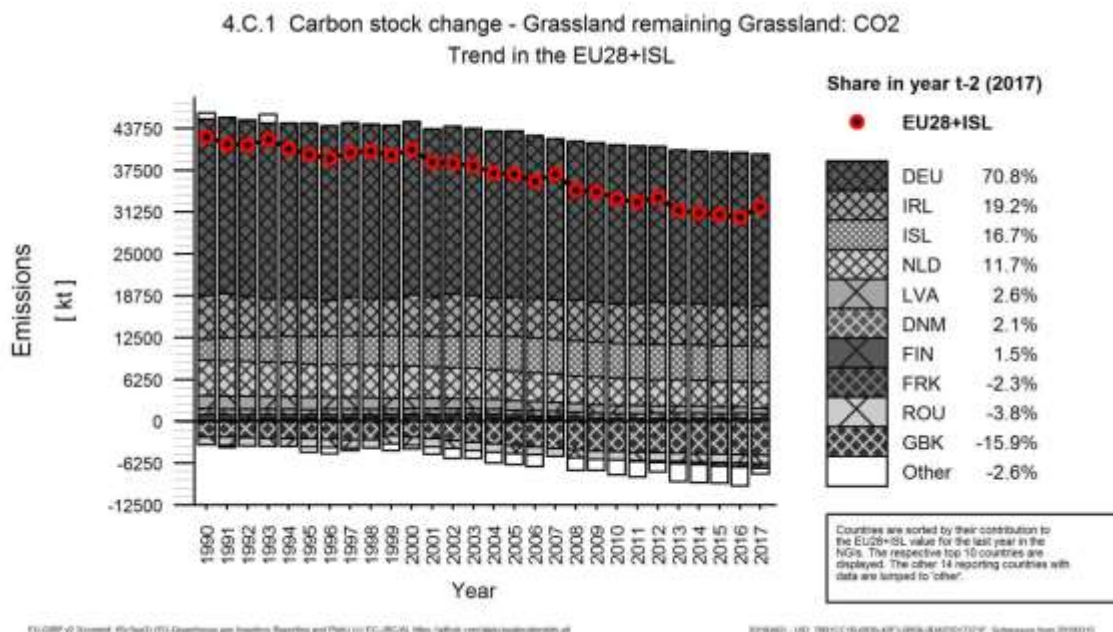 4.C.1 Carbon stock change - Grassland remaining Grassland: CO2
Trend in the EU28+ISL
Share in year t-2 (2017)
EU28+ISL
DEU 70.8%
IRL 19.2%
ISL 16.7%
NLD 11.7%
LVA 2.6%
DNM 2.1%
FIN 1.5%
FRK -2.3%
ROU -3.8%
GBK -15.9%
Other -2.6%
Emissions
[ kt ]
43750
37500
31250
25000
18750
12500
6250
0
-6250
-12500
1990 1991 1992 1993 1994 1995 1996 1997 1998 1999 2000 2001 2002 2003 2004 2005 2006 2007 2008 2009 2010 2011 2012 2013 2014 2015 2016 2017
Year
Countries are sorted by their contribution to
the EU28+ISL value for the last year in the
NGIs. The respective top 10 countries are
displayed. The other 14 reporting countries with
data are lumped to 'other'.